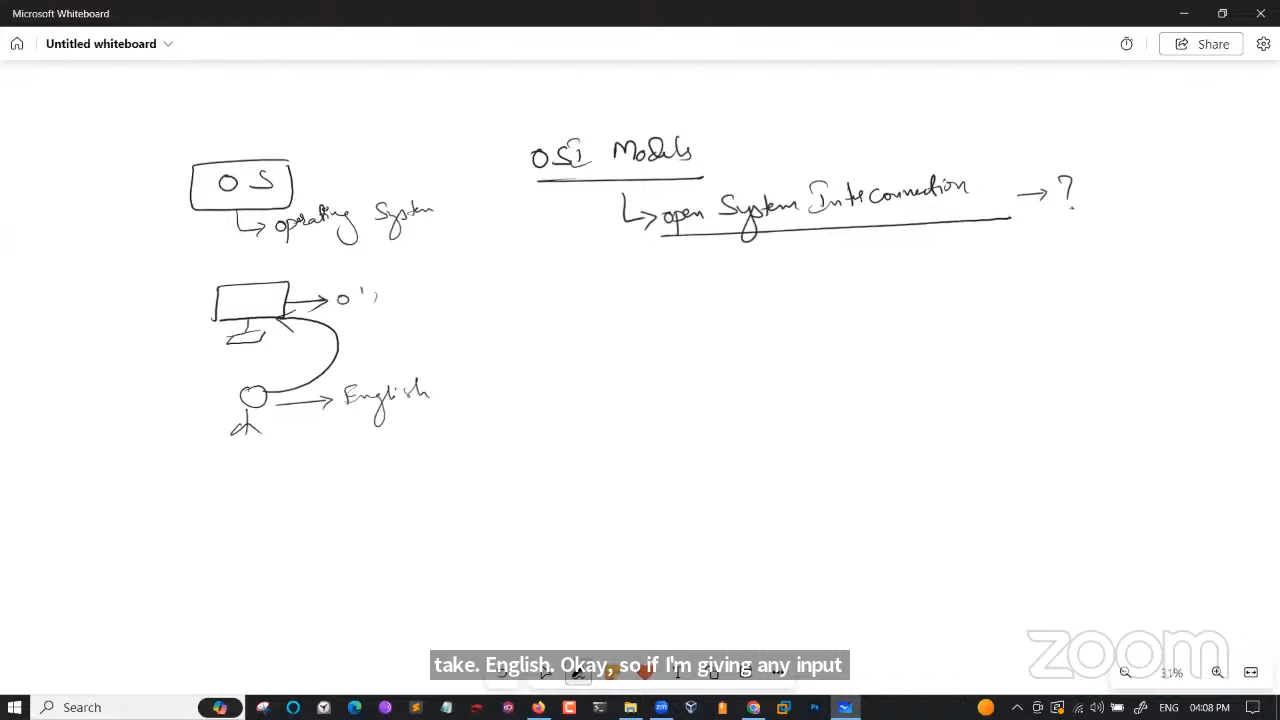 Microsoft Whiteboard
Untitled whiteboard
Share
OSI Models
open System Interconnection → ?
OS
operating System
English
take. English. Okay, so if I'm giving any input
zoom
31%
Search
ENG 04:08 PM